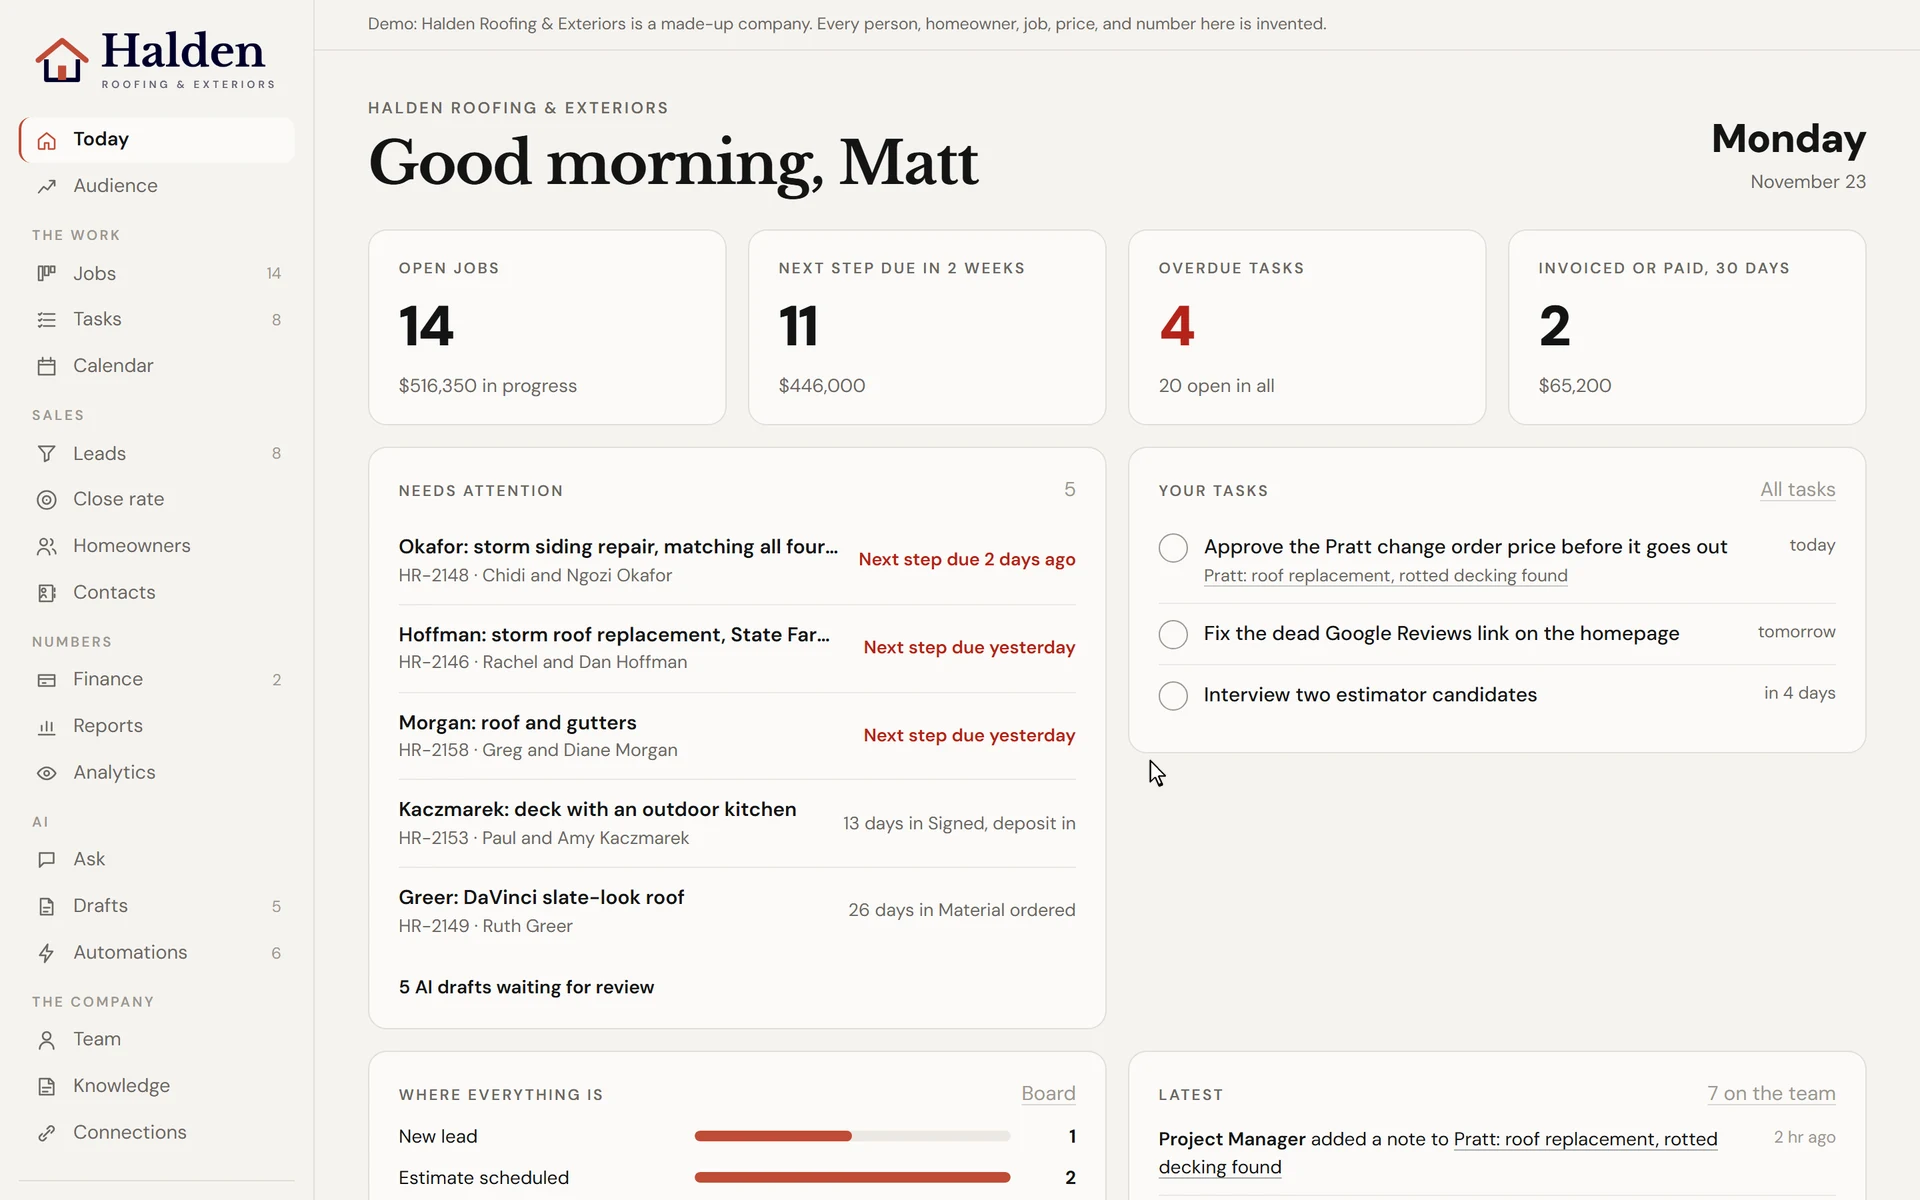 Halden
ROOFING & EXTERIORS
Today
Audience
THE WORK
Jobs 14
Tasks 8
Calendar
SALES
Leads 8
Close rate
Homeowners
Contacts
NUMBERS
Finance 2
Reports
Analytics
AI
Ask
Drafts 5
Automations 6
THE COMPANY
Team
Knowledge
Connections
Demo: Halden Roofing & Exteriors is a made-up company. Every person, homeowner, job, price, and number here is invented.
HALDEN ROOFING & EXTERIORS
Good morning, Matt
Monday
November 23
OPEN JOBS
14
$516,350 in progress
NEXT STEP DUE IN 2 WEEKS
11
$446,000
OVERDUE TASKS
4
20 open in all
INVOICED OR PAID, 30 DAYS
2
$65,200
NEEDS ATTENTION 5
Okafor: storm siding repair, matching all four...
HR-2148 · Chidi and Ngozi Okafor
Next step due 2 days ago
Hoffman: storm roof replacement, State Far...
HR-2146 · Rachel and Dan Hoffman
Next step due yesterday
Morgan: roof and gutters
HR-2158 · Greg and Diane Morgan
Next step due yesterday
Kaczmarek: deck with an outdoor kitchen
HR-2153 · Paul and Amy Kaczmarek
13 days in Signed, deposit in
Greer: DaVinci slate-look roof
HR-2149 · Ruth Greer
26 days in Material ordered
5 AI drafts waiting for review
YOUR TASKS All tasks
Approve the Pratt change order price before it goes out today
Pratt: roof replacement, rotted decking found
Fix the dead Google Reviews link on the homepage tomorrow
Interview two estimator candidates in 4 days
WHERE EVERYTHING IS Board
New lead 1
Estimate scheduled 2
LATEST 7 on the team
Project Manager added a note to Pratt: roof replacement, rotted 2 hr ago
decking found